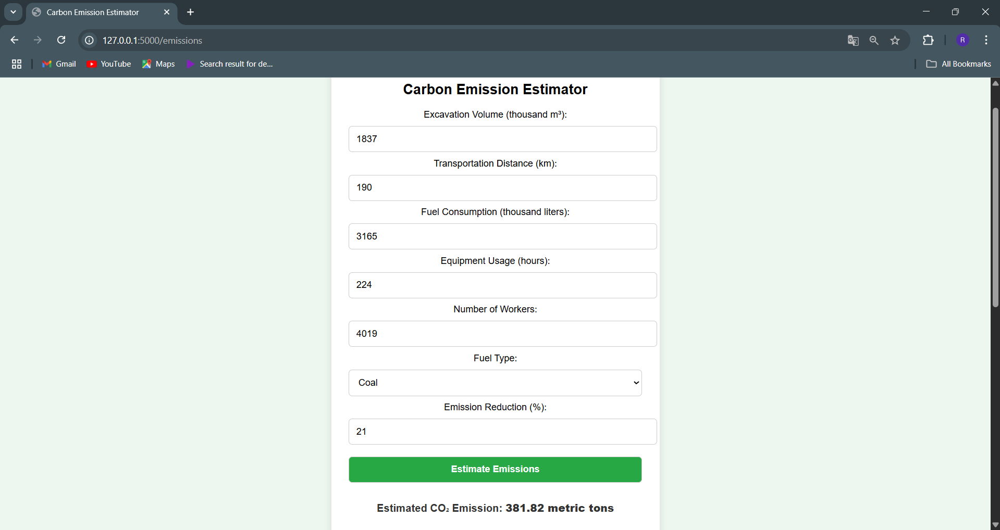 Carbon Emission Estimator
127.0.0.1:5000/emissions
R
Gmail
YouTube
Maps
Search result for de...
All Bookmarks
Carbon Emission Estimator
Excavation Volume (thousand m³):
1837
Transportation Distance (km):
190
Fuel Consumption (thousand liters):
3165
Equipment Usage (hours):
224
Number of Workers:
4019
Fuel Type:
Coal
Emission Reduction (%):
21
Estimate Emissions
Estimated CO₂ Emission: 381.82 metric tons